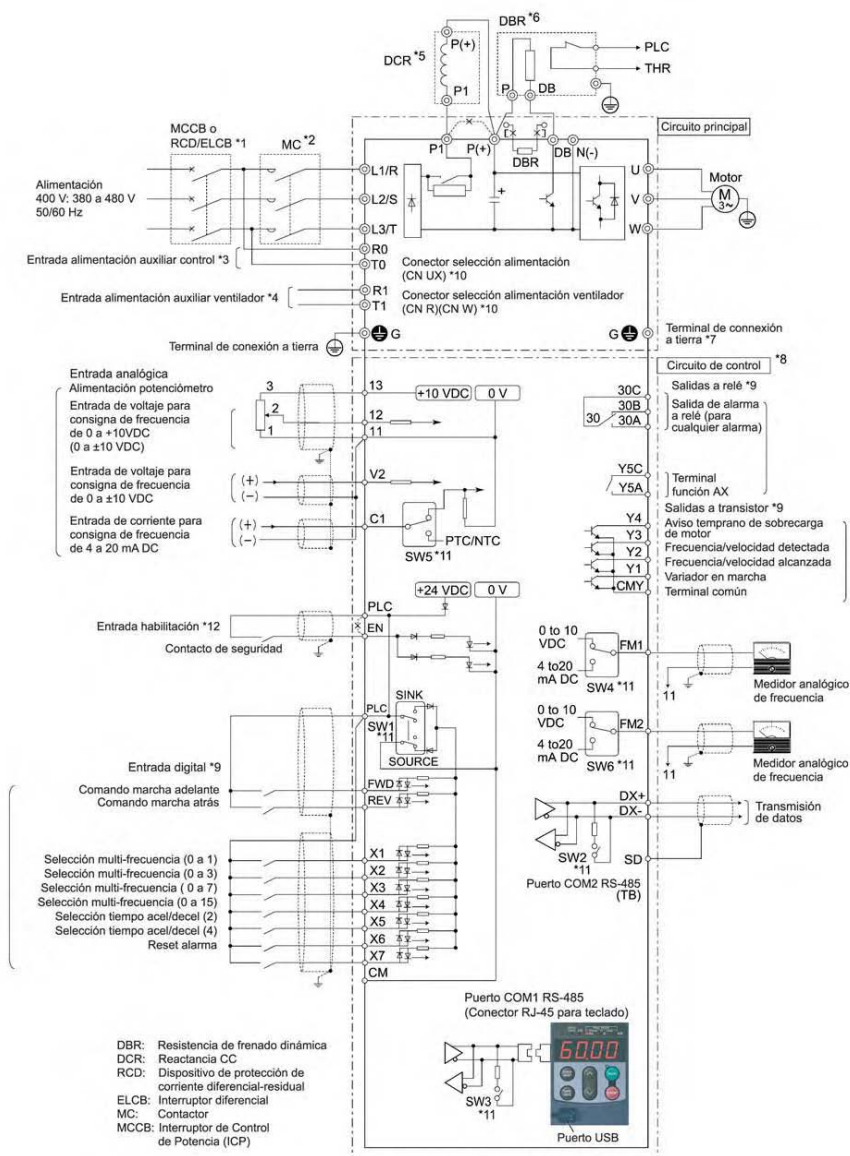 DBR *6
P(+)
DCR *5
PLC
THR
P1
P
DB
MCCB o
RCD/ELCB *1
MC *2
Circuito principal
P1
P(+)
DBR
DB
N(-)
Alimentación
400 V: 380 a 480 V
50/60 Hz
L1/R
L2/S
L3/T
U
V
W
Motor
M
3~
R0
T0
Entrada alimentación auxiliar control *3
Conector selección alimentación
(CN UX) *10
R1
T1
Entrada alimentación auxiliar ventilador *4
Conector selección alimentación ventilador
(CN R)(CN W) *10
G
G
Terminal de conexión a tierra
Terminal de connexión
a tierra *7
Circuito de control
*8
Entrada analógica
Alimentación potenciómetro
Entrada de voltaje para
consigna de frecuencia
de 0 a +10VDC
(0 a ±10 VDC)
3
2
1
13
12
11
+10 VDC
0 V
Entrada de voltaje para
consigna de frecuencia
de 0 a ±10 VDC
(+)
(−)
V2
Entrada de corriente para
consigna de frecuencia
de 4 a 20 mA DC
(+)
(−)
C1
PTC/NTC
SW5 *11
30C
30B
30
30A
Salidas a relé *9
Salida de alarma
a relé (para
cualquier alarma)
Y5C
Y5A
Terminal
función AX
Salidas a transistor *9
Y4
Aviso temprano de sobrecarga
de motor
Y3
Frecuencia/velocidad detectada
Y2
Frecuencia/velocidad alcanzada
Y1
Variador en marcha
CMY
Terminal común
+24 VDC
0 V
PLC
EN
Entrada habilitación *12
Contacto de seguridad
0 to 10
VDC
4 to20
mA DC
SW4 *11
FM1
11
Medidor analógico
de frecuencia
0 to 10
VDC
4 to20
mA DC
SW6 *11
FM2
11
Medidor analógico
de frecuencia
PLC
SINK
SW1
*11
SOURCE
Entrada digital *9
Comando marcha adelante
Comando marcha atrás
FWD
REV
DX+
DX-
Transmisión
de datos
SW2
*11
SD
Puerto COM2 RS-485
(TB)
Selección multi-frecuencia (0 a 1)
Selección multi-frecuencia (0 a 3)
Selección multi-frecuencia ( 0 a 7)
Selección multi-frecuencia (0 a 15)
Selección tiempo acel/decel (2)
Selección tiempo acel/decel (4)
Reset alarma
X1
X2
X3
X4
X5
X6
X7
CM
Puerto COM1 RS-485
(Conector RJ-45 para teclado)
SW3
*11
60.00
Puerto USB
DBR: Resistencia de frenado dinámica
DCR: Reactancia CC
RCD: Dispositivo de protección de
corriente diferencial-residual
ELCB: Interruptor diferencial
MC: Contactor
MCCB: Interruptor de Control
de Potencia (ICP)